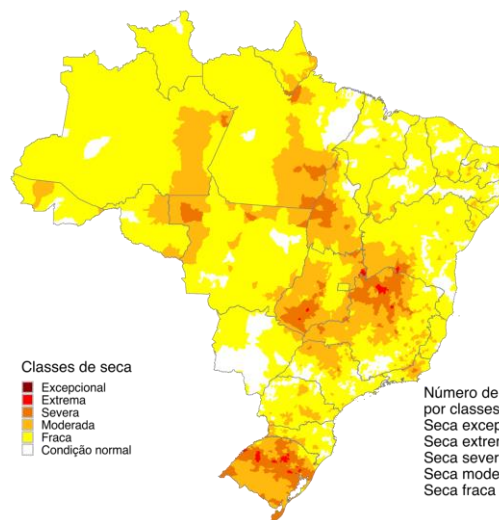 Classes de seca
Excepcional
Extrema
Severa
Moderada
Fraca
Condição normal
Número de
por classes
Seca excep
Seca extren
Seca sever
Seca mode
Seca fraca